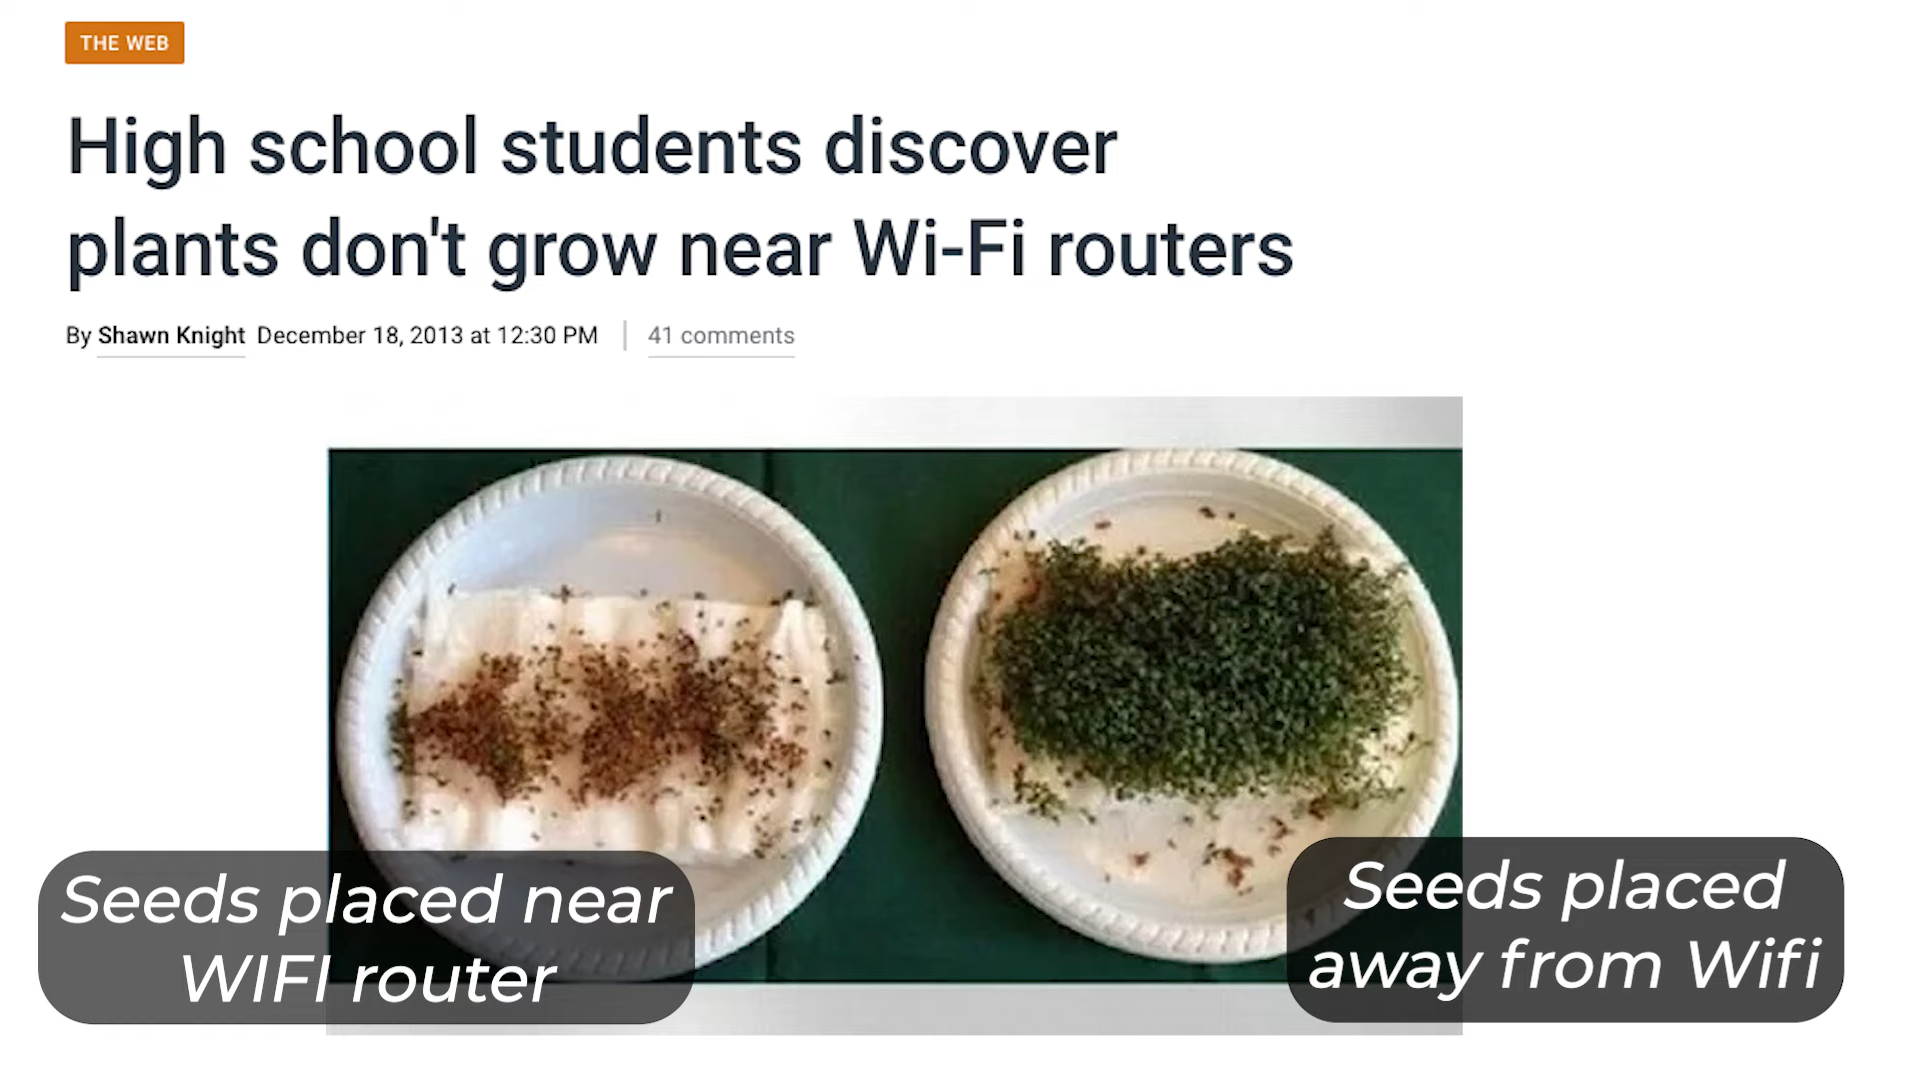 THE WEB
High school students discover
plants don't grow near Wi-Fi routers
By Shawn Knight December 18, 2013 at 12:30 PM 41 comments
Seeds placed near
WIFI router
Seeds placed
away from Wifi